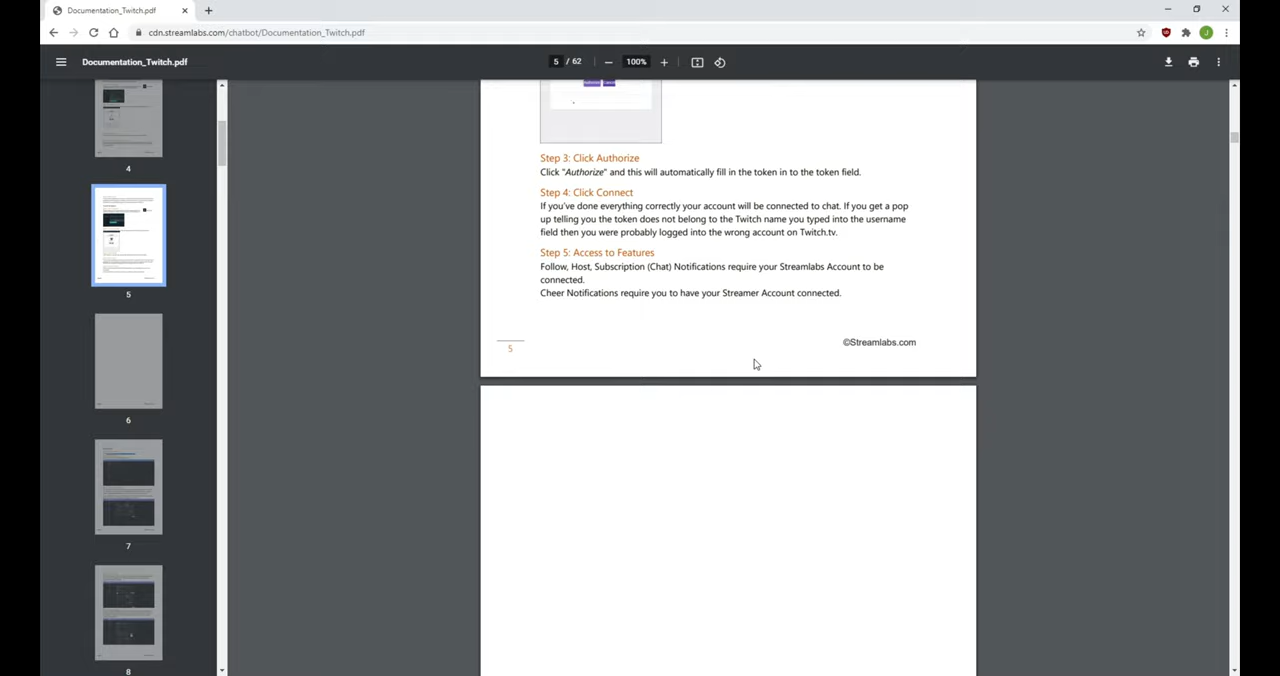 Documentation_Twitch.pdf
cdn.streamlabs.com/chatbot/Documentation_Twitch.pdf
J
Documentation_Twitch.pdf
5 / 62
100%
4
5
6
7
8
Step 3: Click Authorize
Click "Authorize" and this will automatically fill in the token in to the token field.
Step 4: Click Connect
If you've done everything correctly your account will be connected to chat. If you get a pop
up telling you the token does not belong to the Twitch name you typed into the username
field then you were probably logged into the wrong account on Twitch.tv.
Step 5: Access to Features
Follow, Host, Subscription (Chat) Notifications require your Streamlabs Account to be
connected.
Cheer Notifications require you to have your Streamer Account connected.
5
©Streamlabs.com